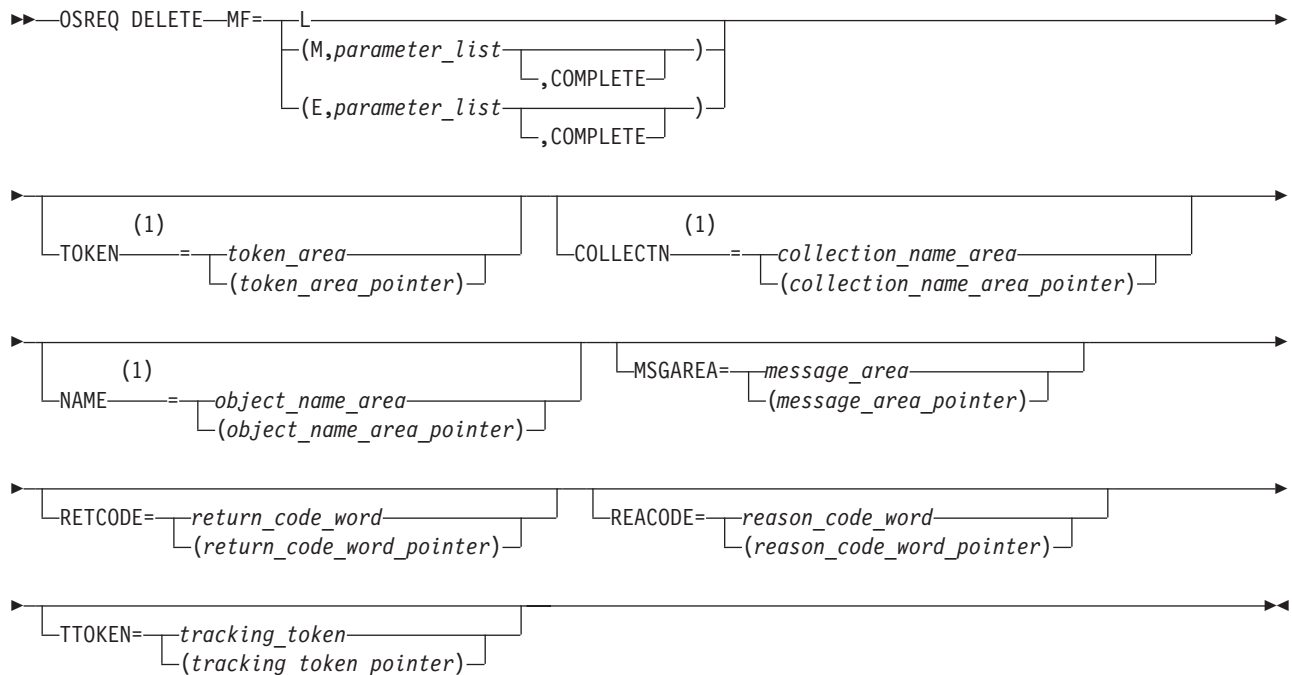 OSREQ DELETE MF= L
(M,parameter_list )
,COMPLETE
(E,parameter_list )
,COMPLETE
(1) (1)
TOKEN = token_area COLLECTN = collection_name_area
(token_area_pointer) (collection_name_area_pointer)
(1) MSGAREA= message_area
NAME = object_name_area (message_area_pointer)
(object_name_area_pointer)
RETCODE= return_code_word REACODE= reason_code_word
(return_code_word_pointer) (reason_code_word_pointer)
TTOKEN= tracking_token
(tracking token pointer)